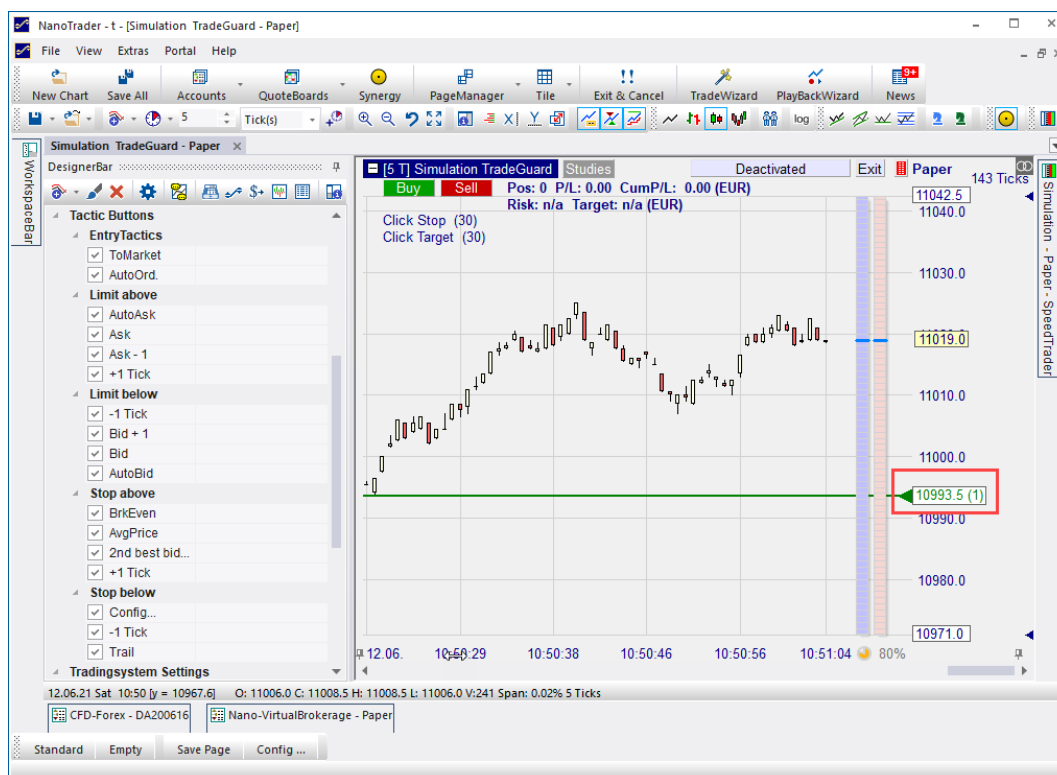 NanoTrader - t - [Simulation TradeGuard - Paper]
File View Extras Portal Help
New Chart Save All Accounts QuoteBoards Synergy PageManager Tile Exit & Cancel TradeWizard PlayBackWizard 9+ News
5 Tick(s) log 2 2
Simulation TradeGuard - Paper
WorkspaceBar
DesignerBar
Tactic Buttons
EntryTactics
ToMarket
AutoOrd.
Limit above
AutoAsk
Ask
Ask - 1
+1 Tick
Limit below
-1 Tick
Bid + 1
Bid
AutoBid
Stop above
BrkEven
AvgPrice
2nd best bid...
+1 Tick
Stop below
Config...
-1 Tick
Trail
Tradingsystem Settings
[5 T] Simulation TradeGuard Studies Deactivated Exit Paper
143 Ticks
Buy Sell Pos: 0 P/L: 0.00 CumP/L: 0.00 (EUR)
Risk: n/a Target: n/a (EUR)
Click Stop (30)
Click Target (30)
11042.5
11040.0
11030.0
11019.0
11010.0
11000.0
10993.5 (1)
10990.0
10980.0
10971.0
12.06. 10:50:29 10:50:38 10:50:46 10:50:56 10:51:04 80%
Simulation - Paper - SpeedTrader
12.06.21 Sat 10:50 [y = 10967.6] O: 11006.0 C: 11008.5 H: 11008.5 L: 11006.0 V:241 Span: 0.02% 5 Ticks
CFD-Forex - DA200616 Nano-VirtualBrokerage - Paper
Standard Empty Save Page Config ...